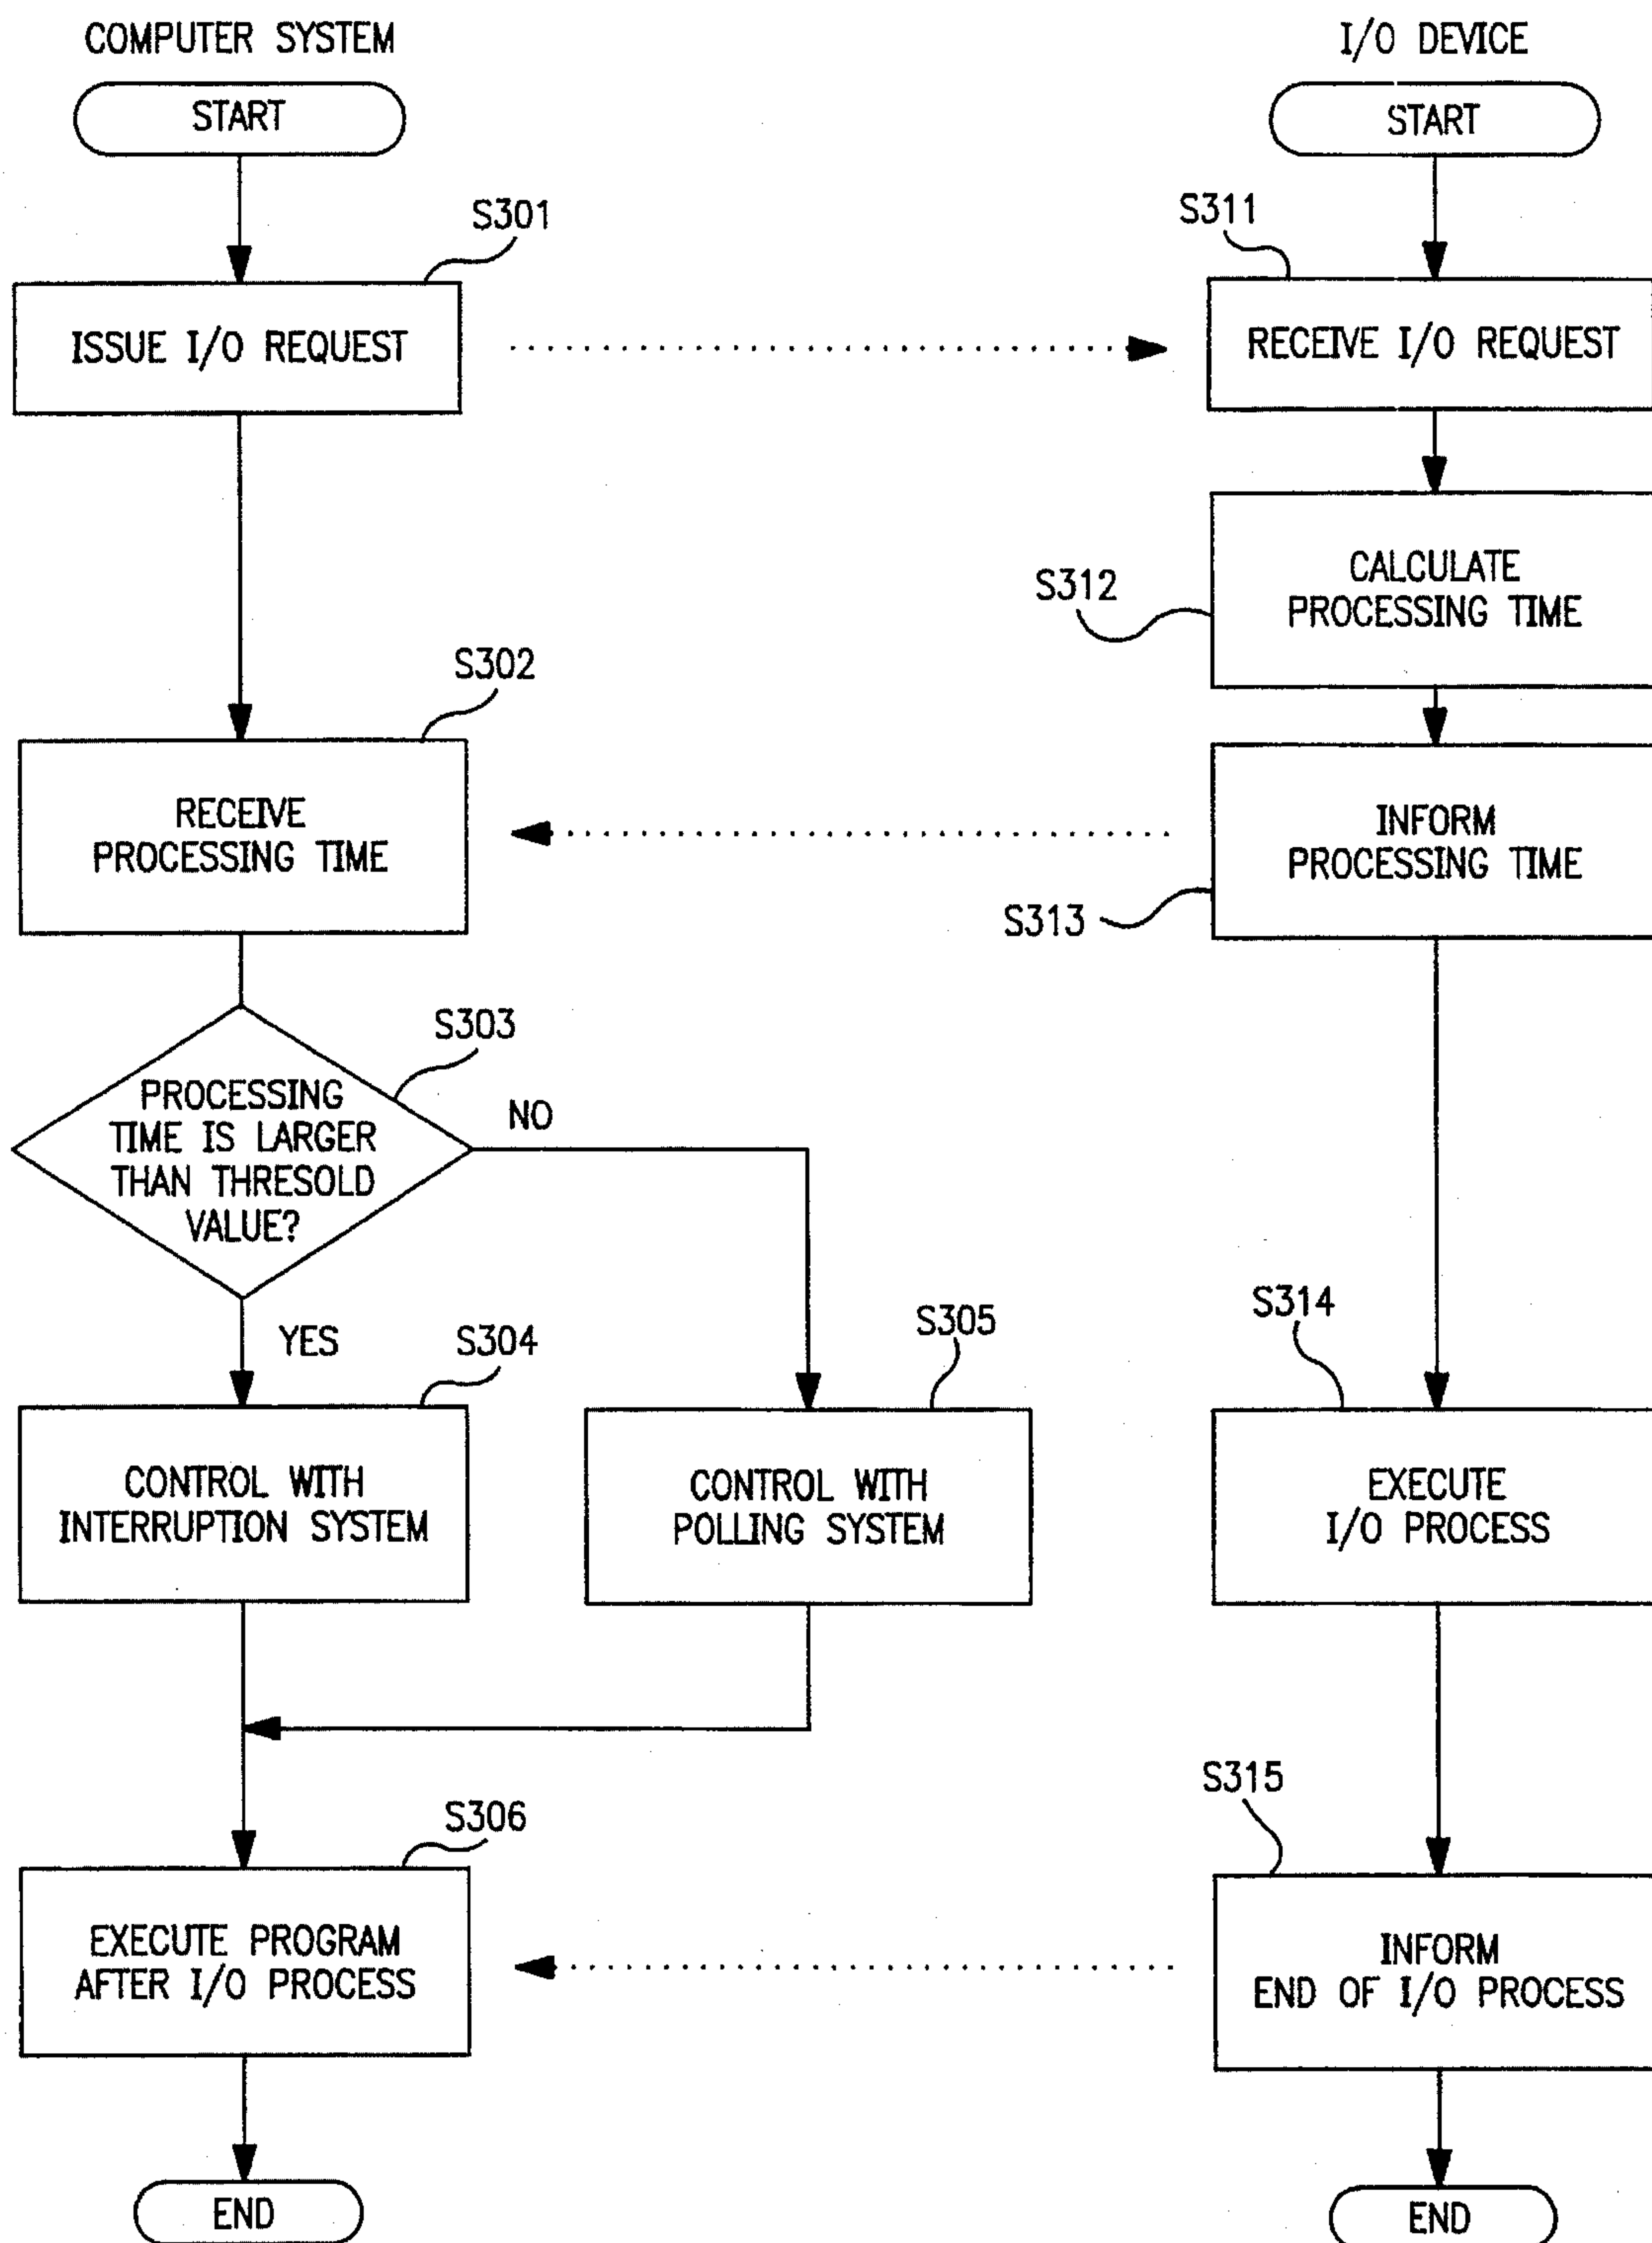 COMPUTER SYSTEM
START
S301
ISSUE I/O REQUEST
S302
RECEIVE
PROCESSING TIME
S303
PROCESSING
TIME IS LARGER
THAN THRESOLD
VALUE?
NO
YES
S304
CONTROL WITH
INTERRUPTION SYSTEM
S305
CONTROL WITH
POLLING SYSTEM
S306
EXECUTE PROGRAM
AFTER I/O PROCESS
END
I/O DEVICE
START
S311
RECEIVE I/O REQUEST
S312
CALCULATE
PROCESSING TIME
INFORM
PROCESSING TIME
S313
S314
EXECUTE
I/O PROCESS
S315
INFORM
END OF I/O PROCESS
END